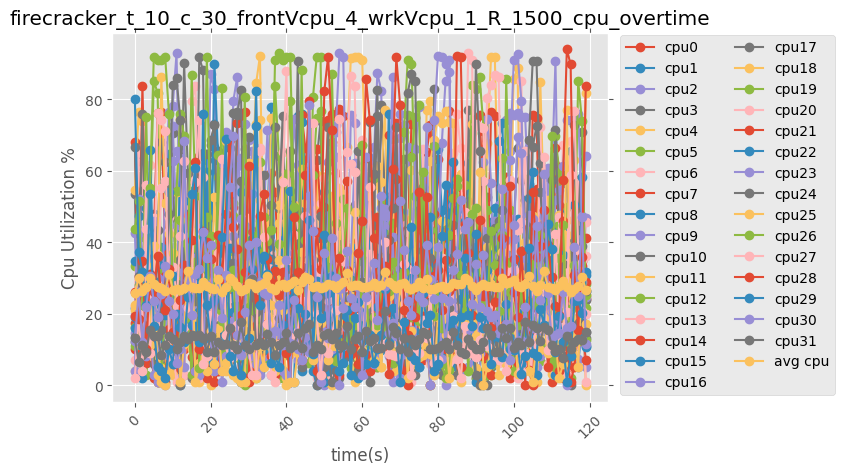 firecracker_t_10_c_30_frontVcpu_4_wrkVcpu_1_R_1500_cpu_overtime
Cpu Utilization %
80
60
40
20
0
0
20
40
60
80
100
120
time(s)
cpu0
cpu1
cpu2
cpu3
cpu4
cpu5
cpu6
cpu7
cpu8
cpu9
cpu10
cpu11
cpu12
cpu13
cpu14
cpu15
cpu16
cpu17
cpu18
cpu19
cpu20
cpu21
cpu22
cpu23
cpu24
cpu25
cpu26
cpu27
cpu28
cpu29
cpu30
cpu31
avg cpu